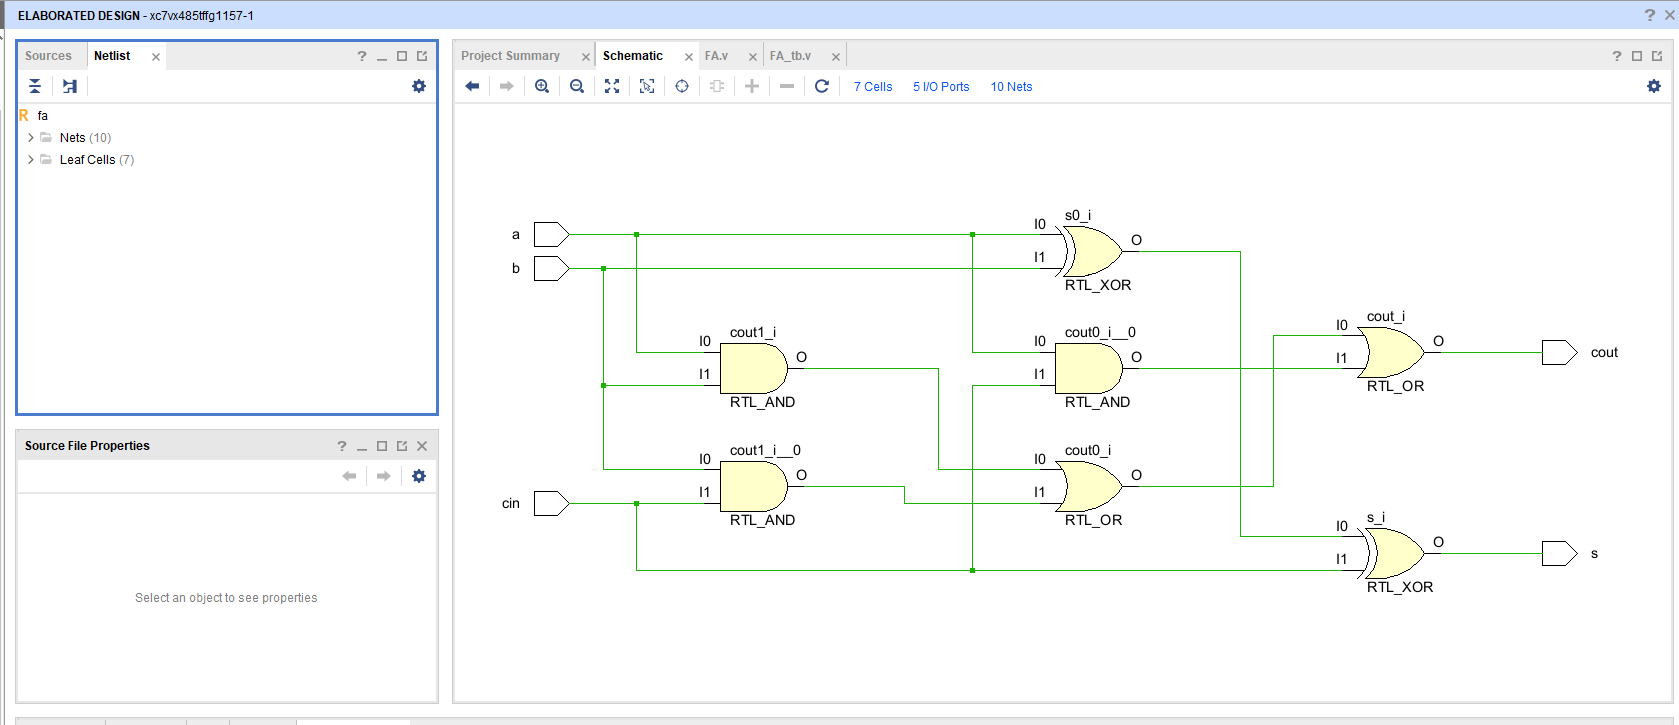 ELABORATED DESIGN - xc7vx485tffg1157-1
Sources Netlist
fa
Nets (10)
Leaf Cells (7)
Source File Properties
Select an object to see properties
Project Summary Schematic FA.v FA_tb.v
7 Cells 5 I/O Ports 10 Nets
s0_i
a I0 O
b I1
RTL_XOR
cout1_i cout0_i__0 cout_i
I0 O I0 O I0 O cout
I1 I1 I1
RTL_AND RTL_AND RTL_OR
cout1_i__0 cout0_i
I0 O I0 O
cin I1 I1
RTL_AND RTL_OR
s_i
I0 O s
I1
RTL_XOR